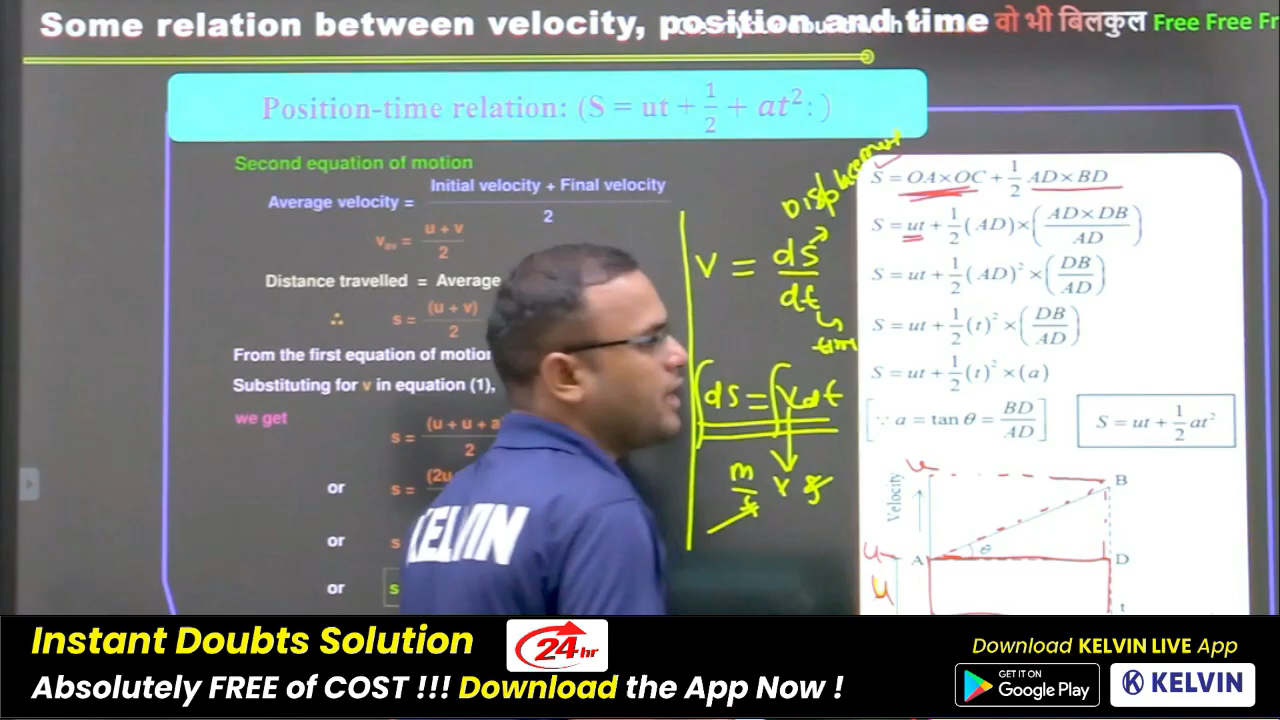 Some relation between velocity, position and time वो भी बिलकुल Free Free Fr
Position-time relation: (S = ut + 1/2 + at²: )
Second equation of motion
Average velocity = Initial velocity + Final velocity / 2
v_av = u + v / 2
Distance travelled = Average
∴ s = (u + v) / 2
From the first equation of motion
Substituting for v in equation (1),
we get
s = (u + u + a / 2
or s = (2u
or s
or s
Displacement
v = ds / dt
time
∫ds = ∫v dt
m/s × s
S = OA×OC + 1/2 AD×BD
S = ut + 1/2 (AD)×(AD×DB / AD)
S = ut + 1/2 (AD)² ×(DB / AD)
S = ut + 1/2 (t)² ×(DB / AD)
S = ut + 1/2 (t)² ×(a)
[∵ a = tan θ = BD / AD]
S = ut + 1/2 at²
Velocity
B
u
A
θ
D
u
t
KELVIN
Instant Doubts Solution
24hr
Absolutely FREE of COST !!! Download the App Now !
Download KELVIN LIVE App
GET IT ON
Google Play
KELVIN